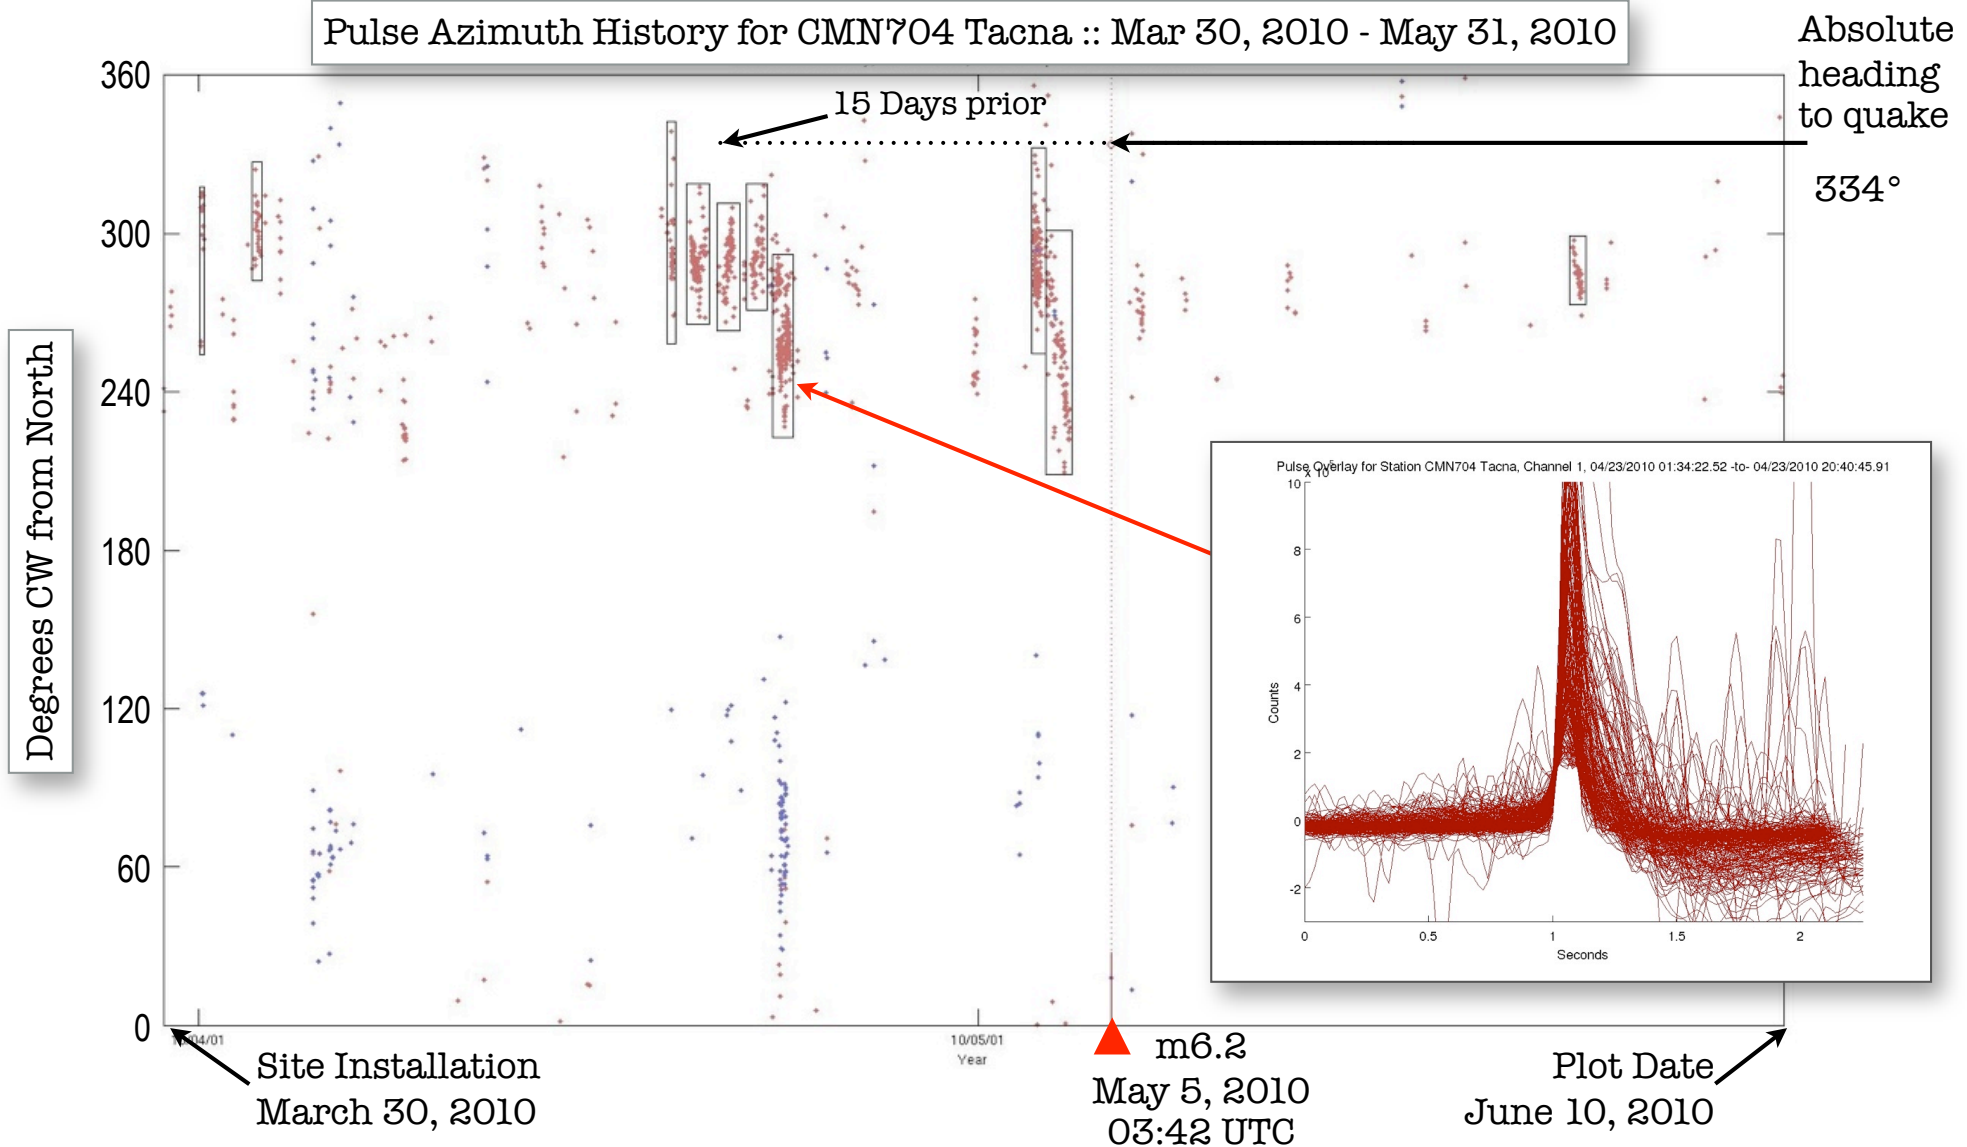 Pulse Azimuth History for CMN704 Tacna :: Mar 30, 2010 - May 31, 2010
Absolute
heading
to quake
334°
15 Days prior
360
300
240
180
120
60
0
Degrees CW from North
Pulse Overlay for Station CMN704 Tacna, Channel 1, 04/23/2010 01:34:22.52 -to- 04/23/2010 20:40:45.91
x 10^5
10
8
6
4
2
0
-2
Counts
0 0.5 1 1.5 2
Seconds
/04/01
10/05/01
Year
Site Installation
March 30, 2010
m6.2
May 5, 2010
03:42 UTC
Plot Date
June 10, 2010